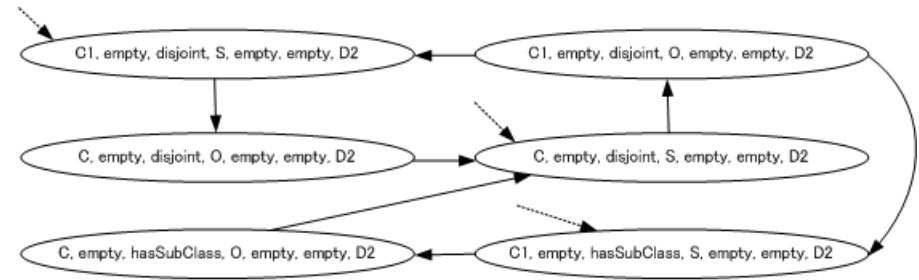 C1, empty, disjoint, S, empty, empty, D2
C1, empty, disjoint, O, empty, empty, D2
C, empty, disjoint, O, empty, empty, D2
C, empty, disjoint, S, empty, empty, D2
C, empty, hasSubClass, O, empty, empty, D2
C1, empty, hasSubClass, S, empty, empty, D2